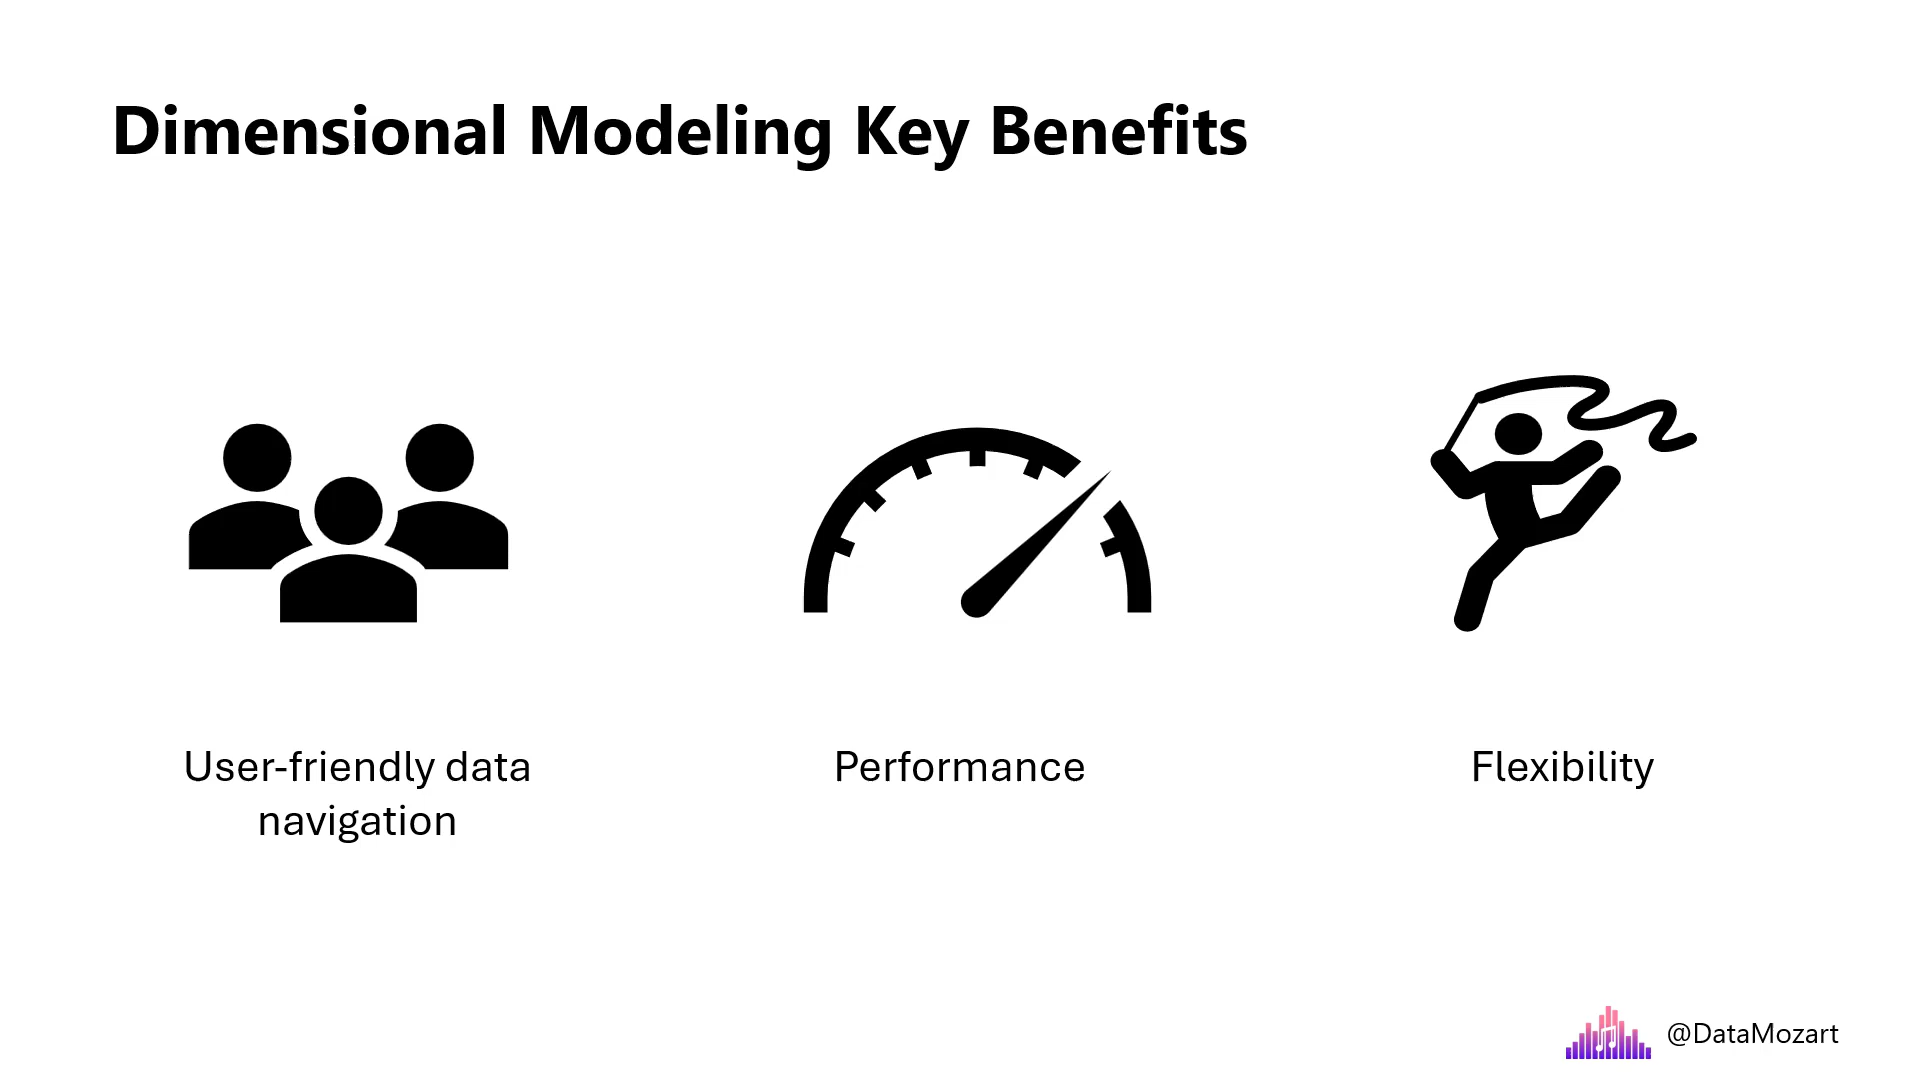 Dimensional Modeling Key Benefits
User-friendly data
navigation
Performance
Flexibility
@DataMozart